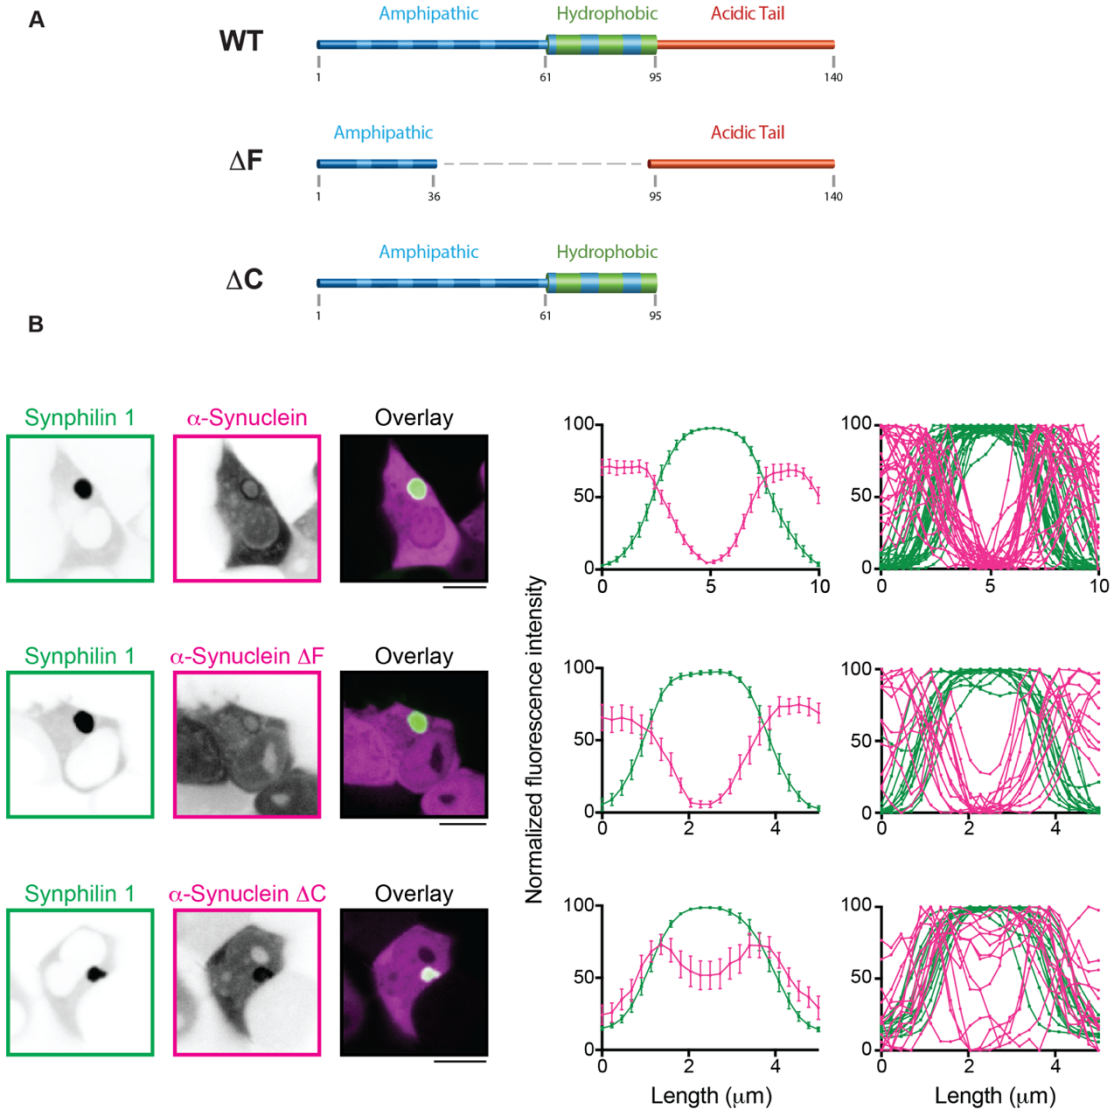 A
Amphipathic Hydrophobic Acidic Tail
WT
1 61 95 140
Amphipathic Acidic Tail
ΔF
1 36 95 140
Amphipathic Hydrophobic
ΔC
1 61 95
B
Synphilin 1 α-Synuclein Overlay
100 100
50 50
0 0
0 5 10 0 5 10
Synphilin 1 α-Synuclein ΔF Overlay
100 100
50 50
0 0
0 2 4 0 2 4
Synphilin 1 α-Synuclein ΔC Overlay
100 100
50 50
0 0
0 2 4 0 2 4
Normalized fluorescence intensity
Length (μm) Length (μm)